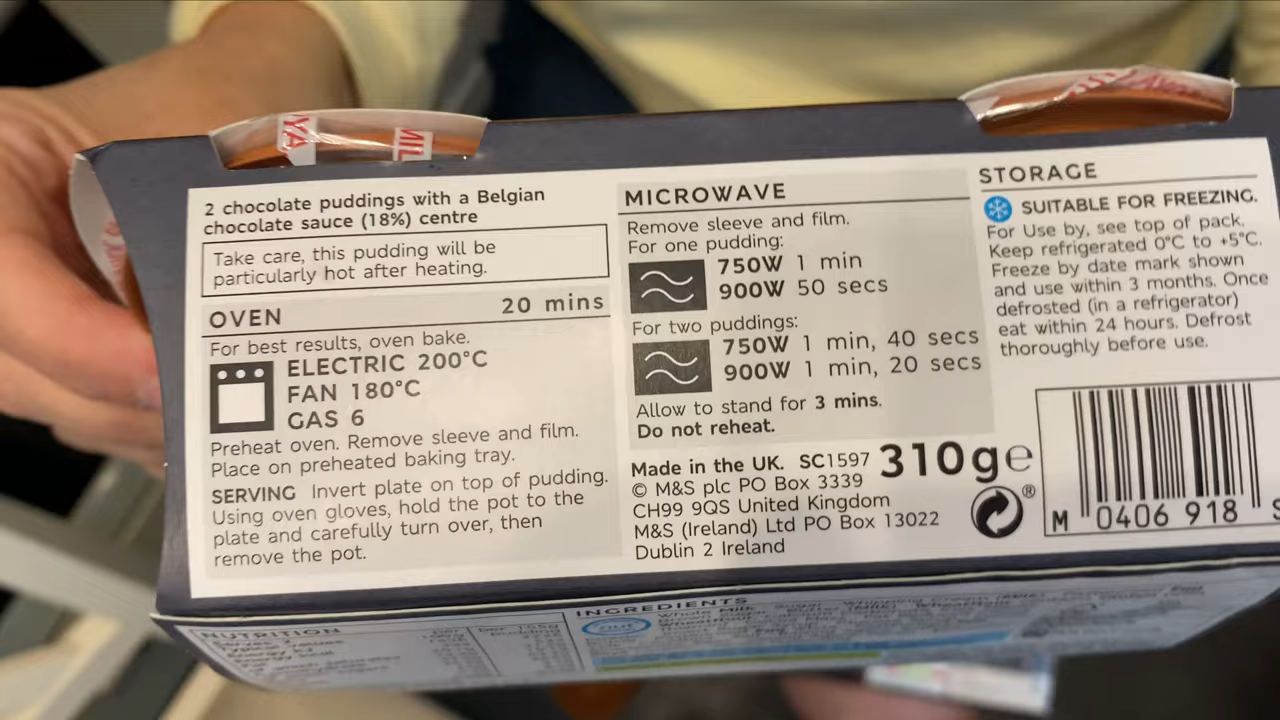 2 chocolate puddings with a Belgian
chocolate sauce (18%) centre
Take care, this pudding will be
particularly hot after heating.
OVEN 20 mins
For best results, oven bake.
ELECTRIC 200°C
FAN 180°C
GAS 6
Preheat oven. Remove sleeve and film.
Place on preheated baking tray.
SERVING Invert plate on top of pudding.
Using oven gloves, hold the pot to the
plate and carefully turn over, then
remove the pot.
MICROWAVE
Remove sleeve and film.
For one pudding:
750W 1 min
900W 50 secs
For two puddings:
750W 1 min, 40 secs
900W 1 min, 20 secs
Allow to stand for 3 mins.
Do not reheat.
Made in the UK. SC1597 310g℮
© M&S plc PO Box 3339
CH99 9QS United Kingdom
M&S (Ireland) Ltd PO Box 13022
Dublin 2 Ireland
STORAGE
SUITABLE FOR FREEZING.
For Use by, see top of pack.
Keep refrigerated 0°C to +5°C.
Freeze by date mark shown
and use within 3 months. Once
defrosted (in a refrigerator)
eat within 24 hours. Defrost
thoroughly before use.
®
M 0406 918 S
NUTRITION
INGREDIENTS